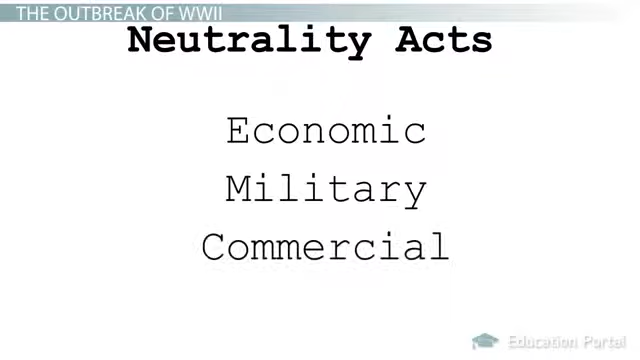 THE OUTBREAK OF WWII
Neutrality Acts
Economic
Military
Commercial
Education Portal